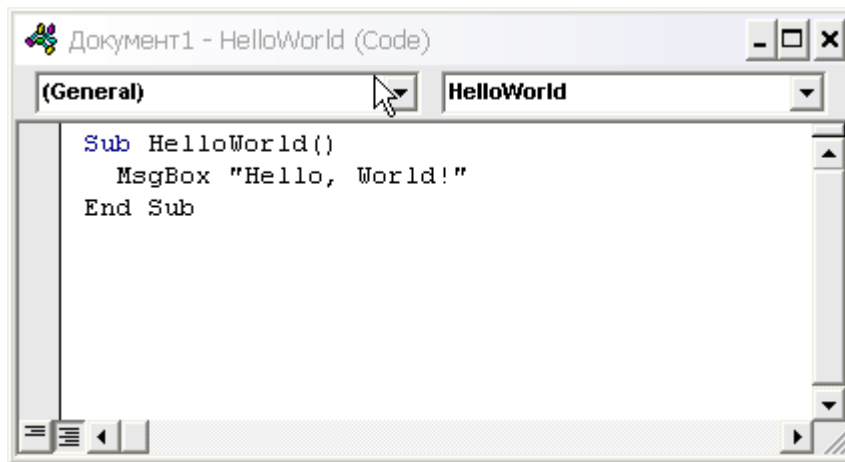 Документ1 - HelloWorld (Code)
(General) HelloWorld
Sub HelloWorld()
MsgBox "Hello, World!"
End Sub